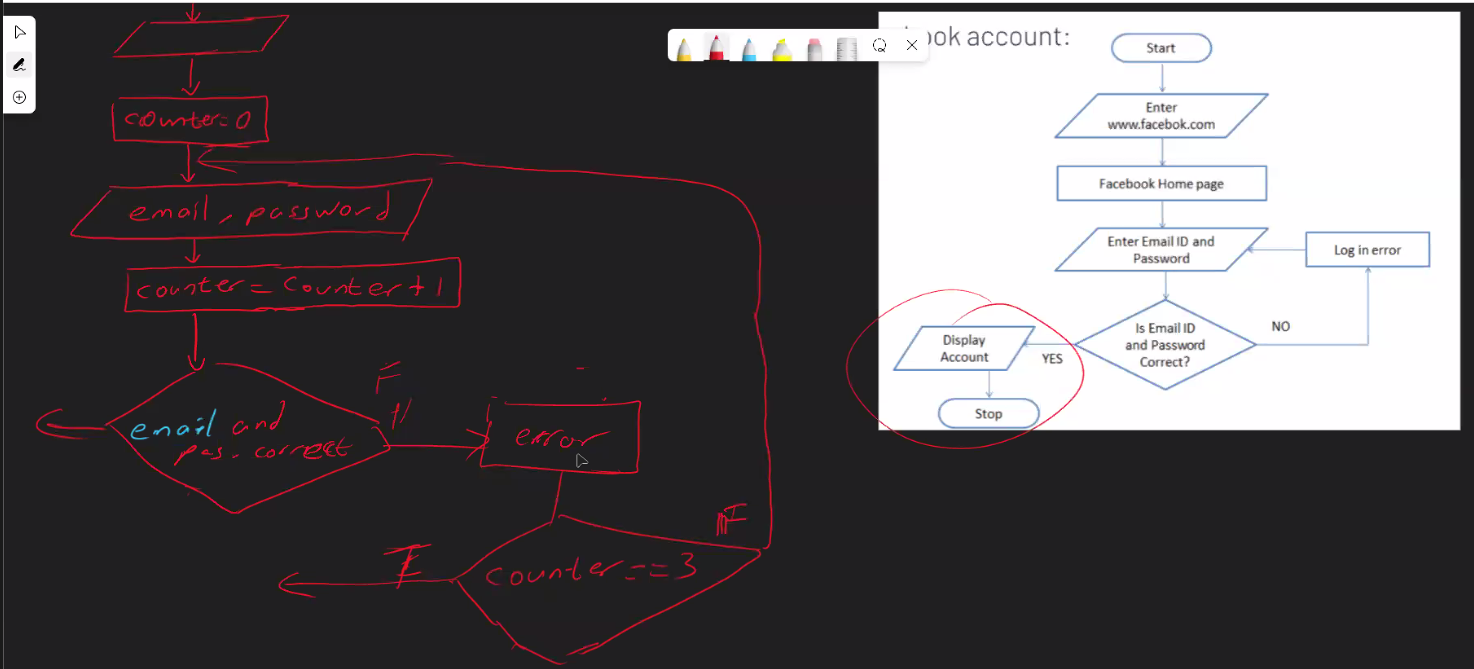 counter=0
email, password
counter = counter + 1
email and
pas. correct
F
error
counter == 3
T
F
ook account:
Start
Enter
www.facebok.com
Facebook Home page
Enter Email ID and
Password
Log in error
Is Email ID
and Password
Correct?
NO
YES
Display
Account
Stop